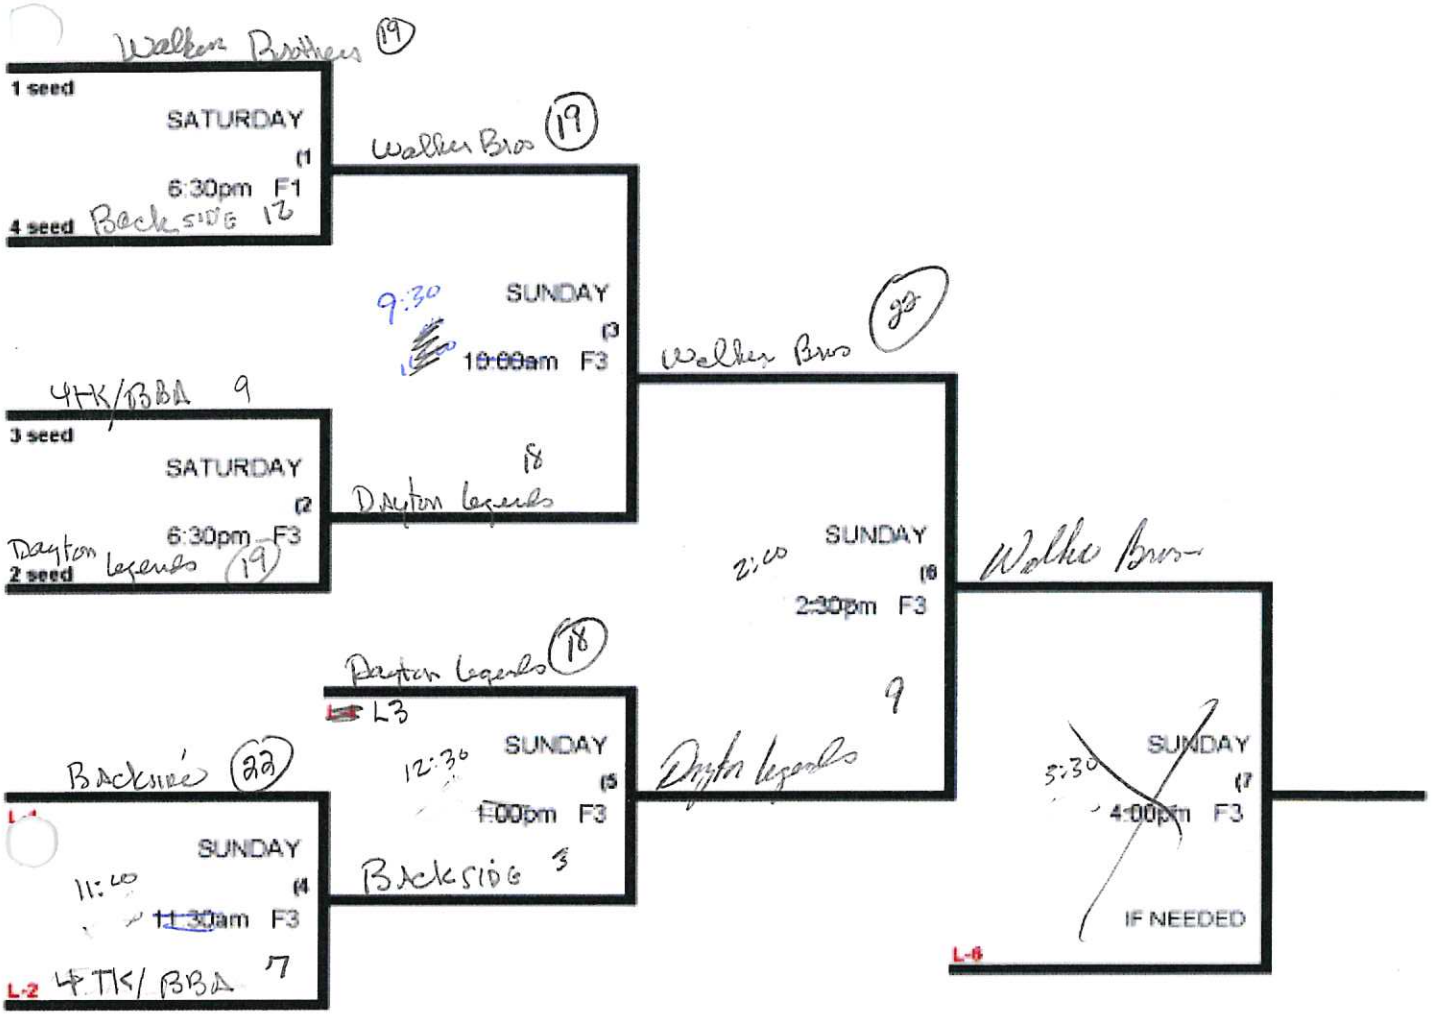 Walker Brothers 19
1 seed
SATURDAY
(1
6:30pm F1
4 seed Backside 12
Walker Bros 19
9:30
SUNDAY
(3
10:00am F3
4TK/BBA 9
3 seed
SATURDAY
(2
6:30pm F3
Dayton Legends 19
2 seed
18
Dayton Legends
Walker Bros 22
2:00
SUNDAY
(6
2:30pm F3
9
Walker Bros
Dayton Legends 18
L3
12:30
SUNDAY
(5
1:00pm F3
Dayton Legends
Backside 22
L-1
SUNDAY
11:00
(4
11:30am F3
L-2 4TK/BBA 7
BACKSIDE 3
SUNDAY
3:30
(7
4:00pm F3
IF NEEDED
L-6